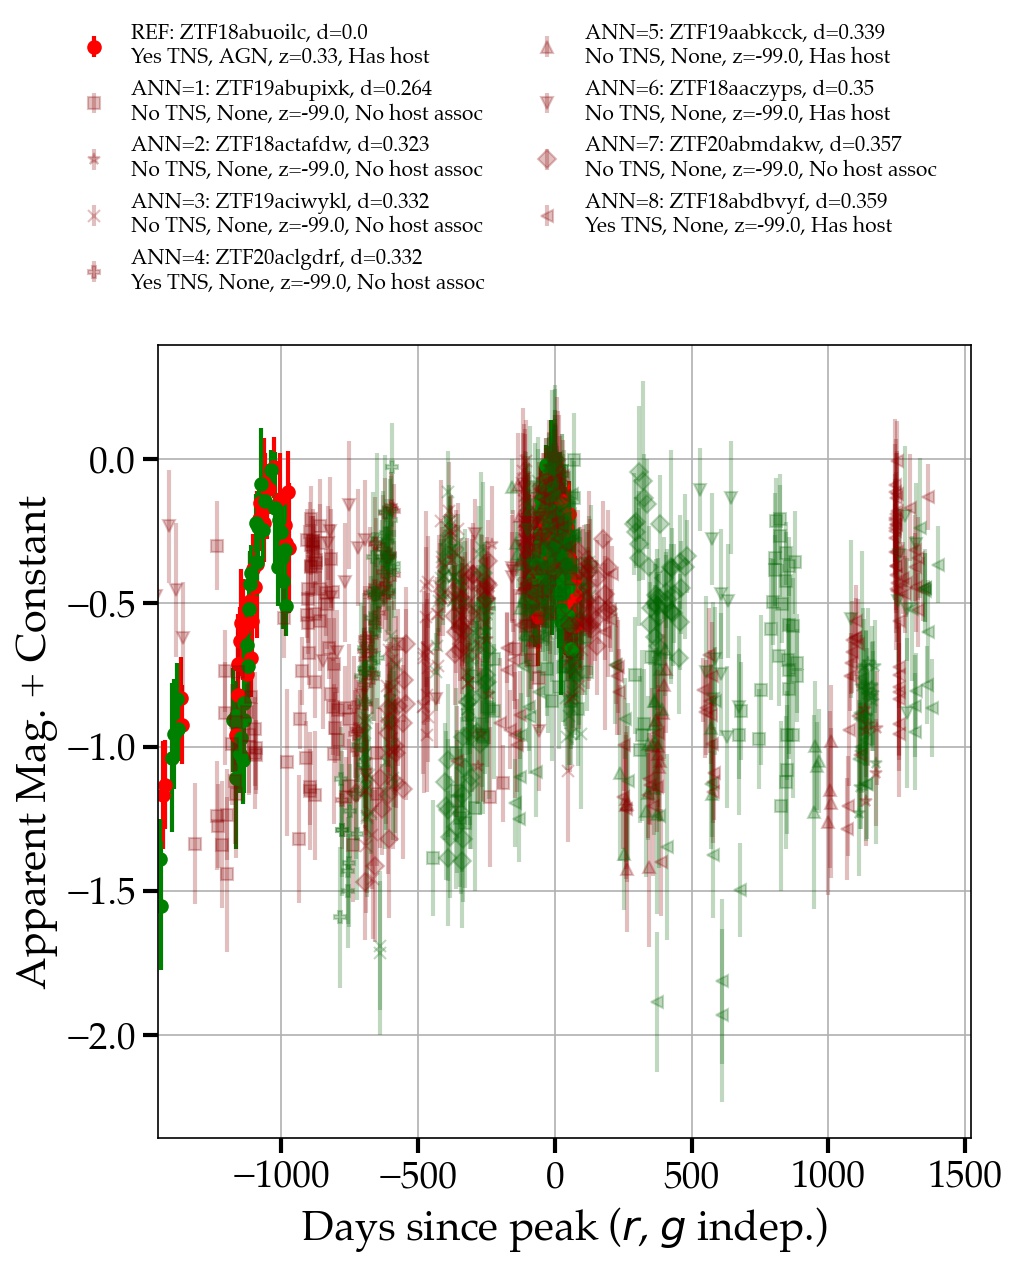 REF: ZTF18abuoilc, d=0.0
Yes TNS, AGN, z=0.33, Has host
ANN=1: ZTF19abupixk, d=0.264
No TNS, None, z=-99.0, No host assoc
ANN=2: ZTF18actafdw, d=0.323
No TNS, None, z=-99.0, No host assoc
ANN=3: ZTF19aciwykl, d=0.332
No TNS, None, z=-99.0, No host assoc
ANN=4: ZTF20aclgdrf, d=0.332
Yes TNS, None, z=-99.0, No host assoc
ANN=5: ZTF19aabkcck, d=0.339
No TNS, None, z=-99.0, Has host
ANN=6: ZTF18aaczyps, d=0.35
No TNS, None, z=-99.0, Has host
ANN=7: ZTF20abmdakw, d=0.357
No TNS, None, z=-99.0, No host assoc
ANN=8: ZTF18abdbvyf, d=0.359
Yes TNS, None, z=-99.0, Has host
Apparent Mag. + Constant
0.0
−0.5
−1.0
−1.5
−2.0
−1000 −500 0 500 1000 1500
Days since peak (r, g indep.)